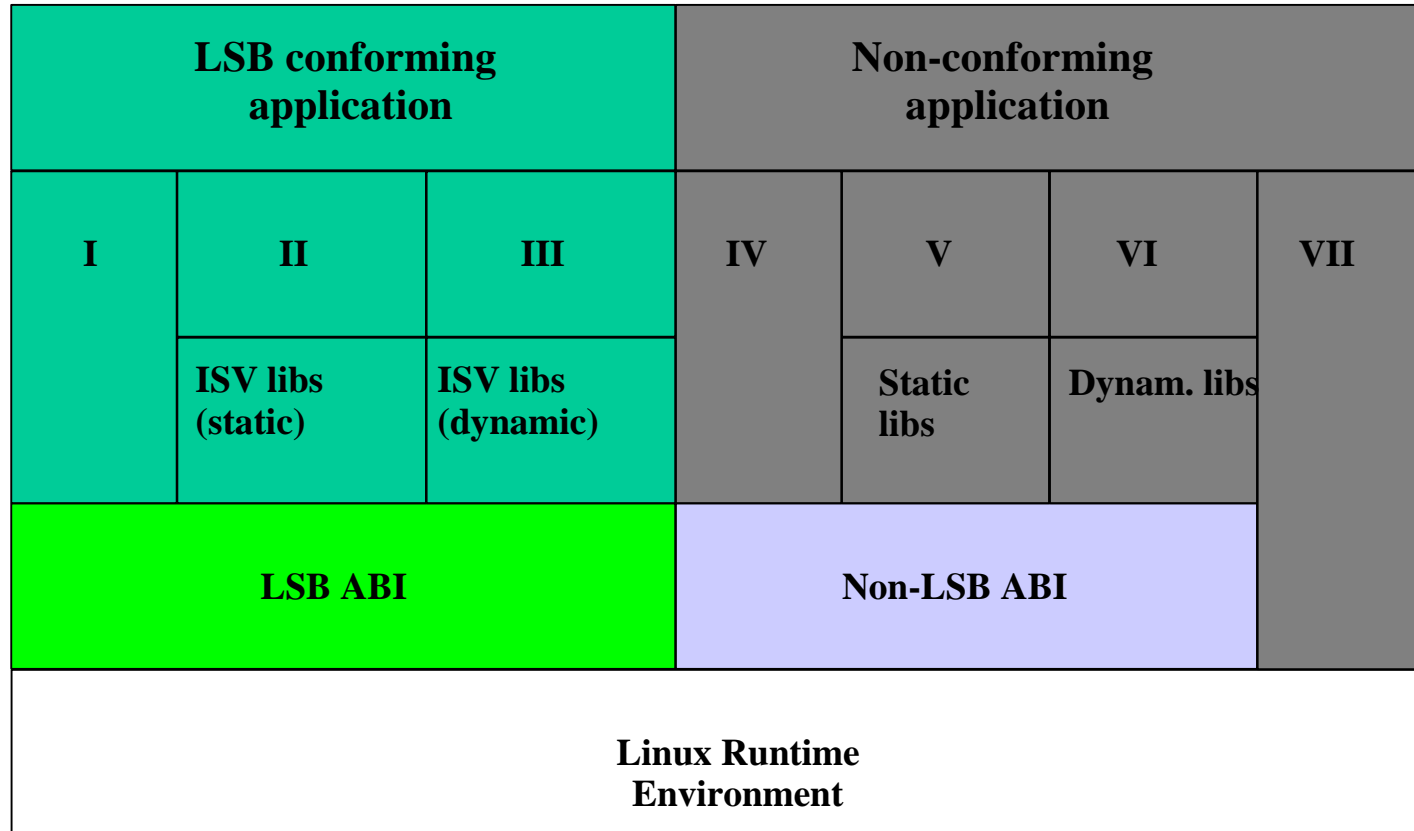 LSB conforming
application
Non-conforming
application
I
II
III
IV
V
VI
VII
ISV libs
(static)
ISV libs
(dynamic)
Static
libs
Dynam. libs
LSB ABI
Non-LSB ABI
Linux Runtime
Environment